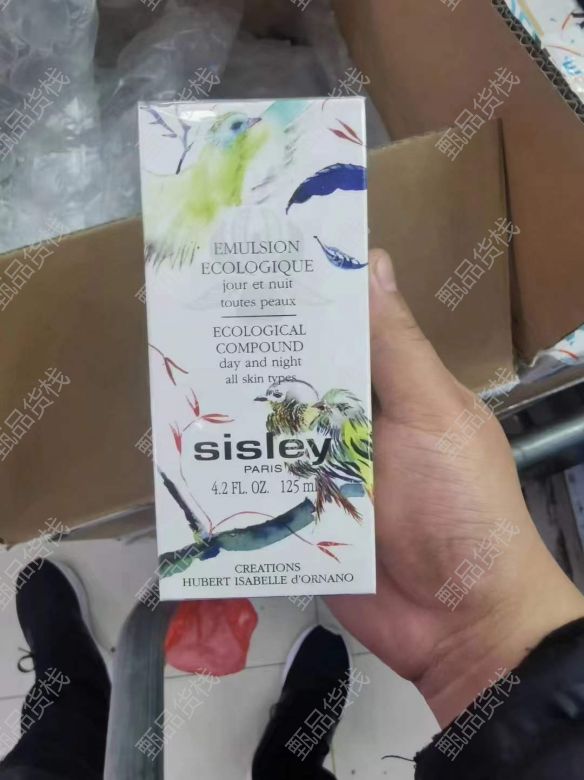 EMULSION
ECOLOGIQUE
jour et nuit
toutes peaux
ECOLOGICAL
COMPOUND
day and night
all skin types
sisley
PARIS
4.2 FL. OZ. 125 ml
CREATIONS
HUBERT ISABELLE d'ORNANO
甄品货栈